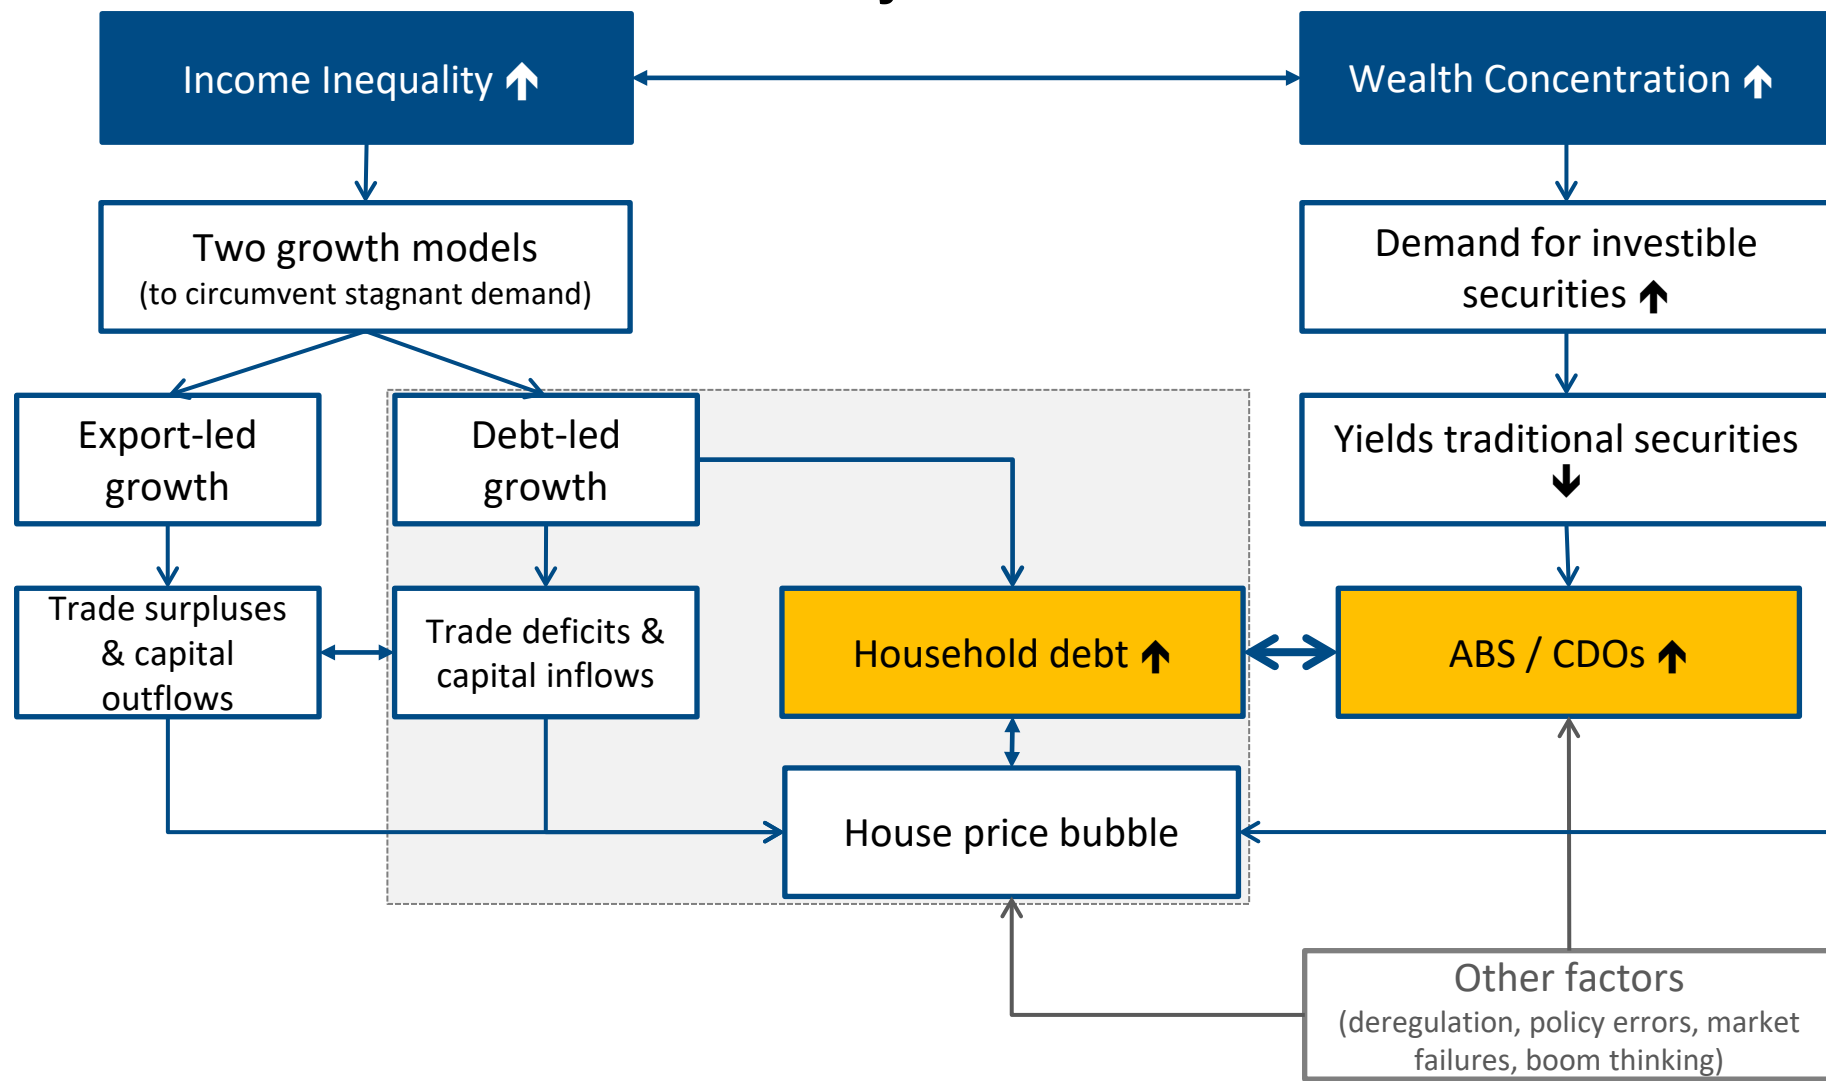 Income Inequality ↑
Wealth Concentration ↑
Two growth models
(to circumvent stagnant demand)
Demand for investible
securities ↑
Export-led
growth
Debt-led
growth
Yields traditional securities
↓
Trade surpluses
& capital
outflows
Trade deficits &
capital inflows
Household debt ↑
ABS / CDOs ↑
House price bubble
Other factors
(deregulation, policy errors, market
failures, boom thinking)